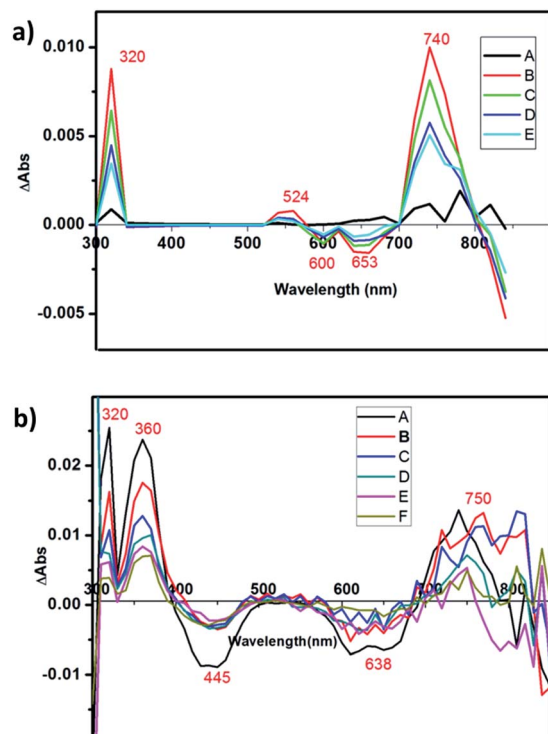 a)
0.010
0.005
0.000
-0.005
ΔAbs
320
740
524
600
653
A
B
C
D
E
300
400
500
600
700
800
Wavelength (nm)
b)
0.02
0.01
0.00
-0.01
ΔAbs
320
360
750
445
638
A
B
C
D
E
F
300
400
500
600
700
800
Wavelength(nm)